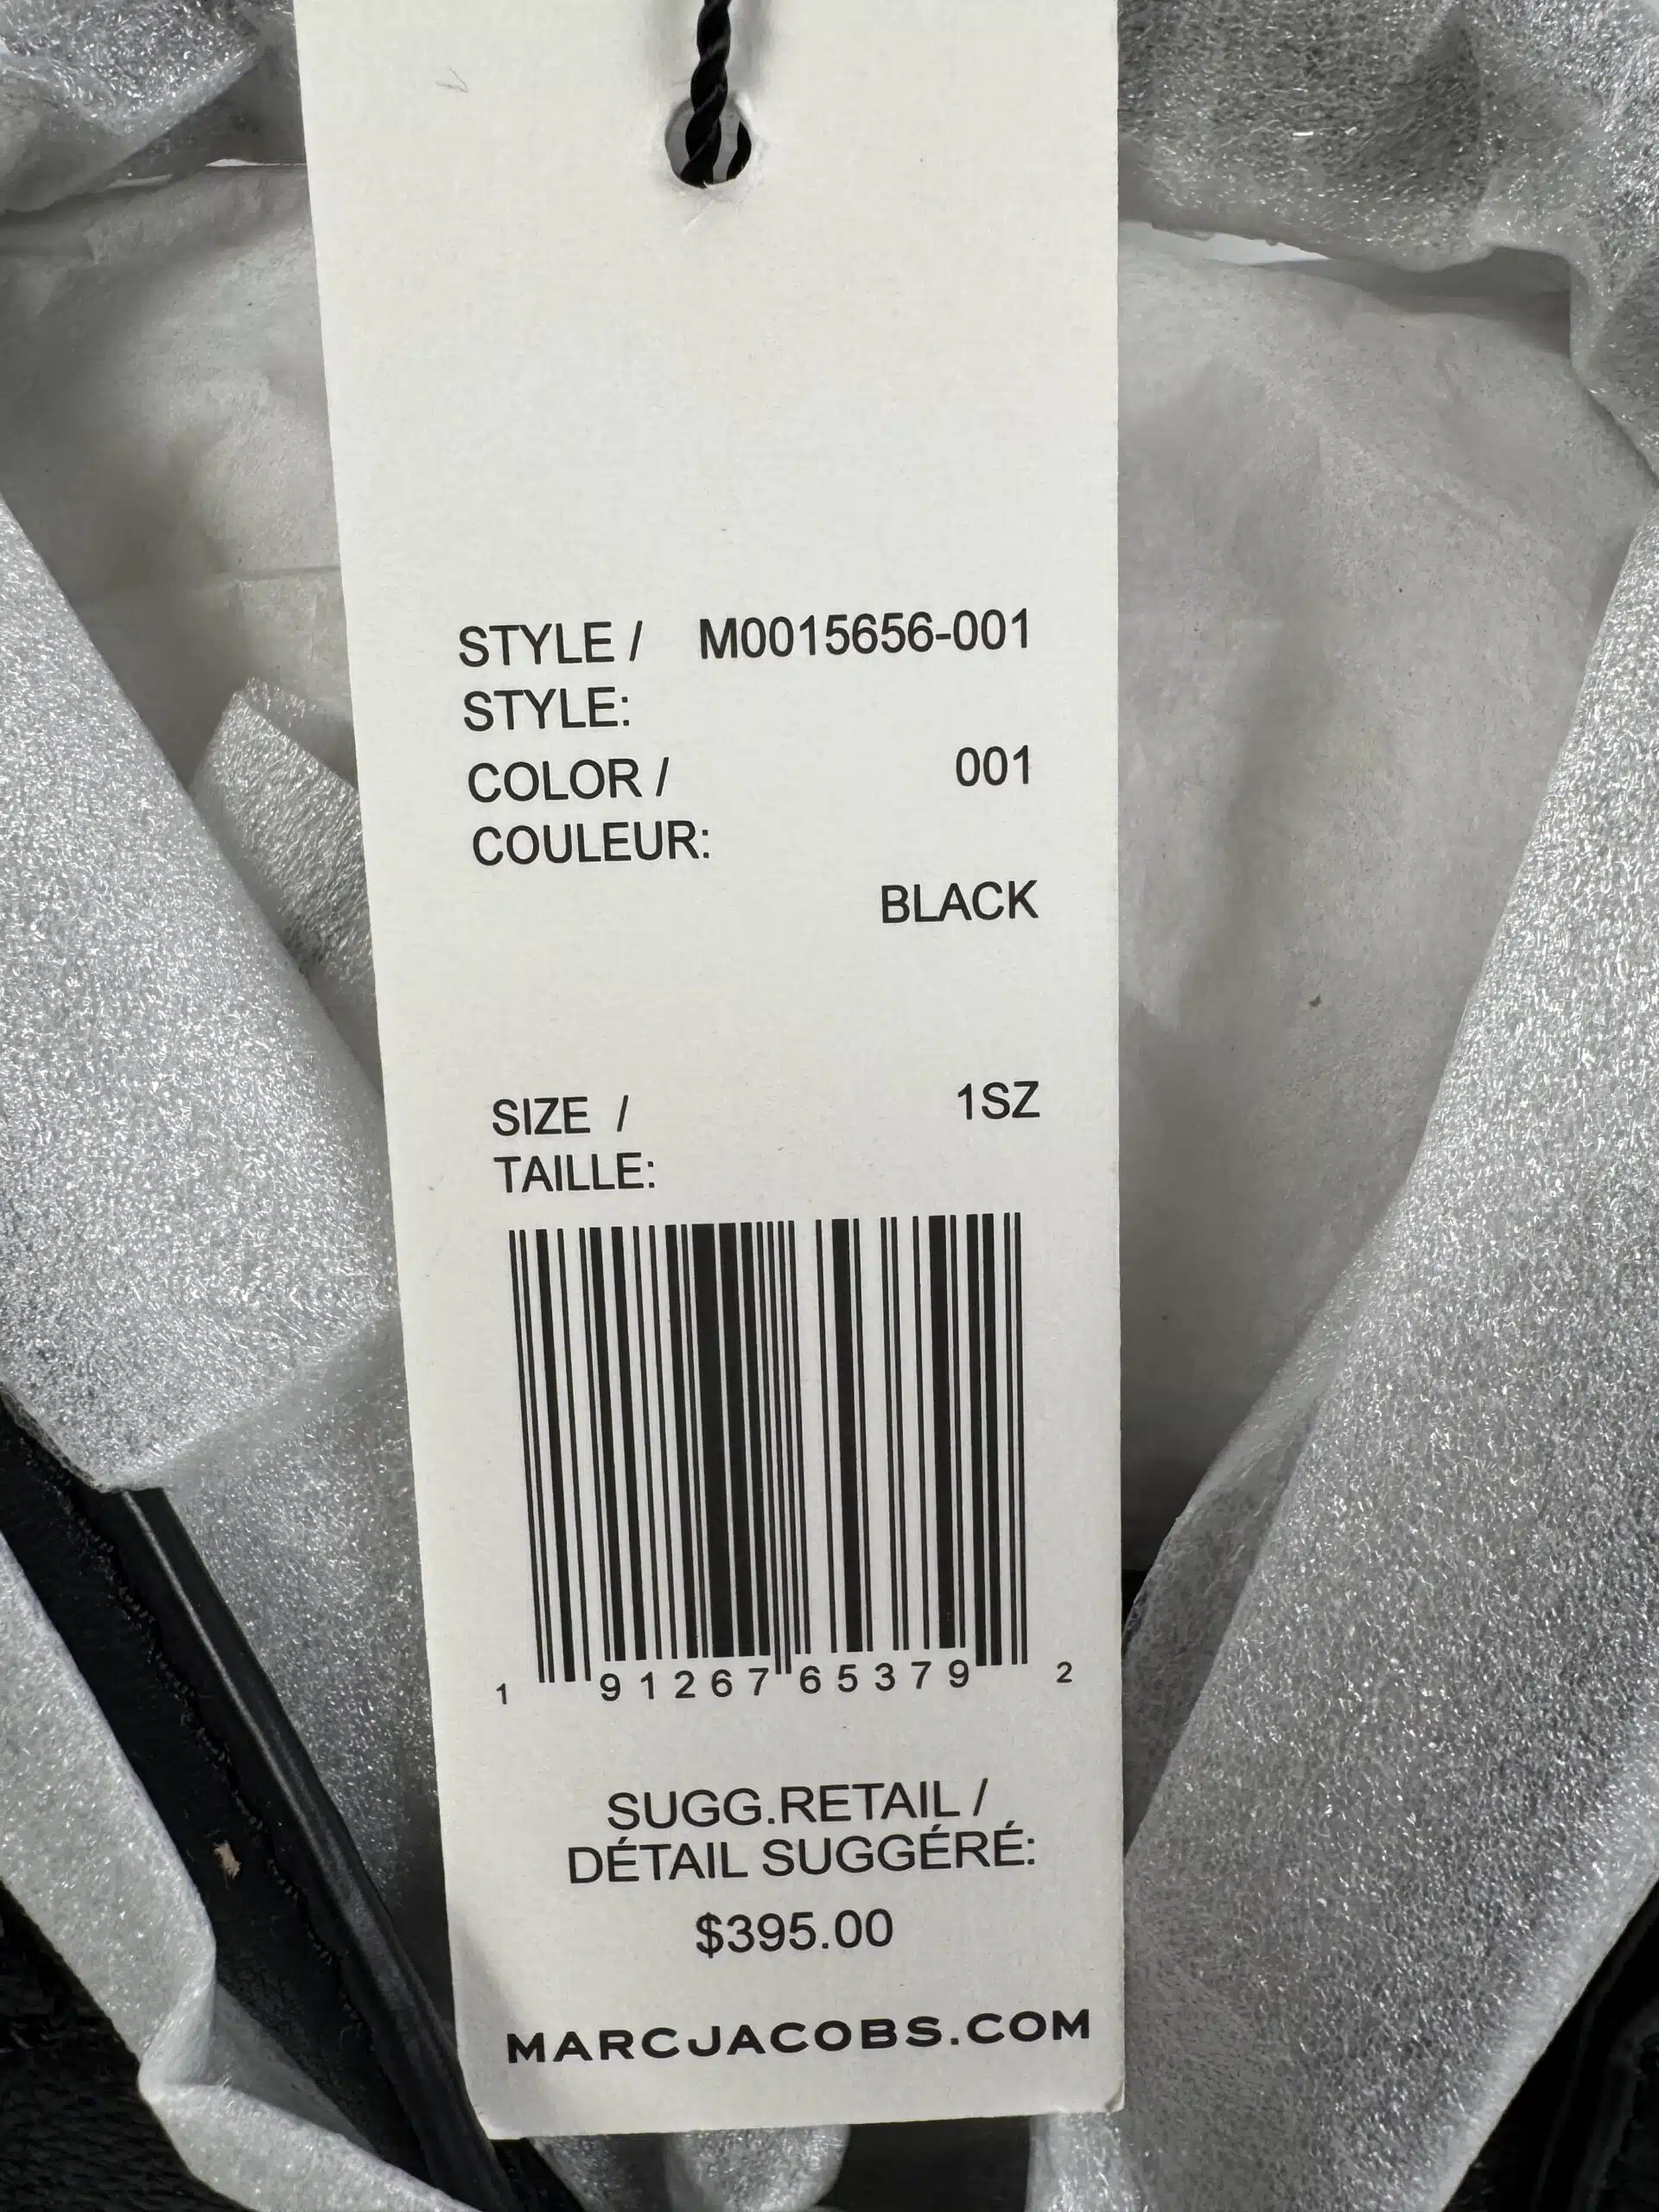 STYLE / M0015656-001
STYLE:
COLOR / 001
COULEUR:
BLACK
SIZE / 1SZ
TAILLE:
1 91267 65379 2
SUGG.RETAIL /
DÉTAIL SUGGÉRÉ:
$395.00
MARCJACOBS.COM